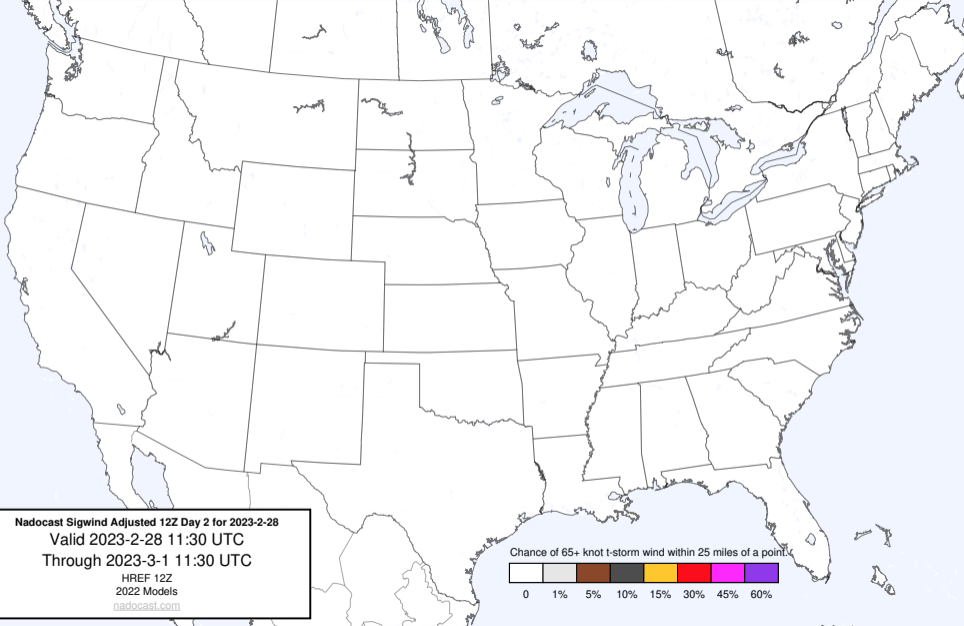 Nadocast Sigwind Adjusted 12Z Day 2 for 2023-2-28
Valid 2023-2-28 11:30 UTC
Through 2023-3-1 11:30 UTC
HREF 12Z
2022 Models
nadocast.com
Chance of 65+ knot t-storm wind within 25 miles of a point.
0 1% 5% 10% 15% 30% 45% 60%